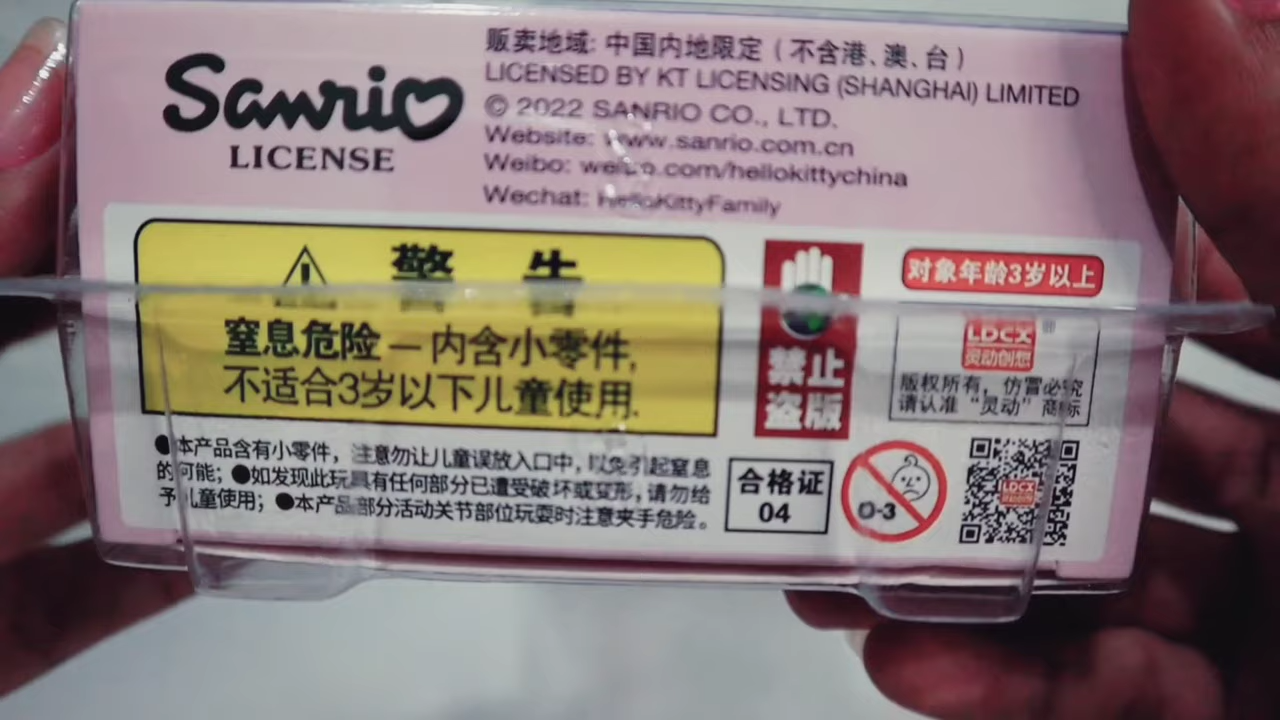 Sanrio
LICENSE
贩卖地域: 中国内地限定（不含港、澳、台）
LICENSED BY KT LICENSING (SHANGHAI) LIMITED
© 2022 SANRIO CO., LTD.
Website: www.sanrio.com.cn
Weibo: weibo.com/hellokittychina
Wechat: HelloKittyFamily
警 告
窒息危险 — 内含小零件,
不适合3岁以下儿童使用.
禁止
盗版
对象年龄3岁以上
LDCX®
灵动创想
版权所有，仿冒必究
请认准“灵动”商标
●本产品含有小零件，注意勿让儿童误放入口中，以免引起窒息
的可能；●如发现此玩具有任何部分已遭受破坏或变形，请勿给
予儿童使用；●本产品部分活动关节部位玩耍时注意夹手危险。
合格证
04
0-3
LDCX
灵动创想